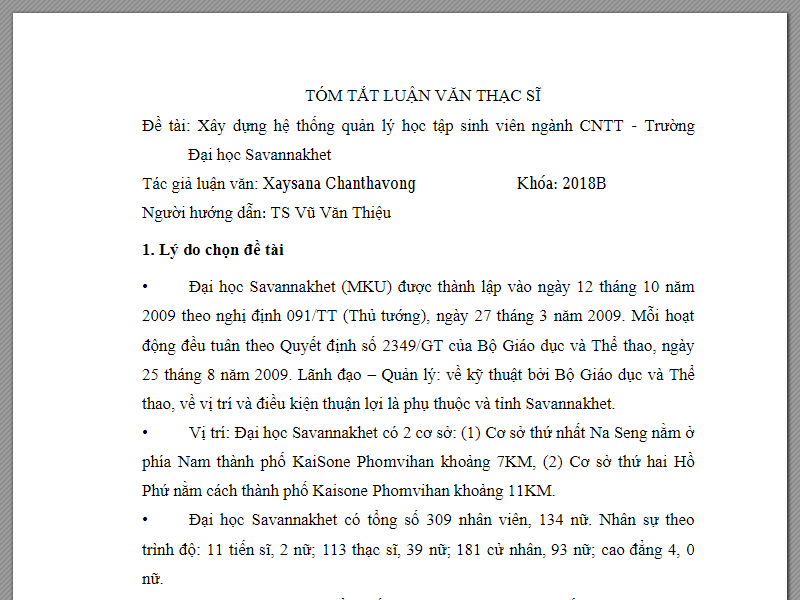 TÓM TẮT LUẬN VĂN THẠC SĨ
Đề tài: Xây dựng hệ thống quản lý học tập sinh viên ngành CNTT - Trường
Đại học Savannakhet
Tác giả luận văn: Xaysana Chanthavong Khóa: 2018B
Người hướng dẫn: TS Vũ Văn Thiệu
1. Lý do chọn đề tài
• Đại học Savannakhet (MKU) được thành lập vào ngày 12 tháng 10 năm
2009 theo nghị định 091/TT (Thủ tướng), ngày 27 tháng 3 năm 2009. Mỗi hoạt
động đều tuân theo Quyết định số 2349/GT của Bộ Giáo dục và Thể thao, ngày
25 tháng 8 năm 2009. Lãnh đạo – Quản lý: về kỹ thuật bởi Bộ Giáo dục và Thể
thao, về vị trí và điều kiện thuận lợi là phụ thuộc và tỉnh Savannakhet.
• Vị trí: Đại học Savannakhet có 2 cơ sở: (1) Cơ sở thứ nhất Na Seng nằm ở
phía Nam thành phố KaiSone Phomvihan khoảng 7KM, (2) Cơ sở thứ hai Hồ
Phứ nằm cách thành phố Kaisone Phomvihan khoảng 11KM.
• Đại học Savannakhet có tổng số 309 nhân viên, 134 nữ. Nhân sự theo
trình độ: 11 tiến sĩ, 2 nữ; 113 thạc sĩ, 39 nữ; 181 cử nhân, 93 nữ; cao đẳng 4, 0
nữ.